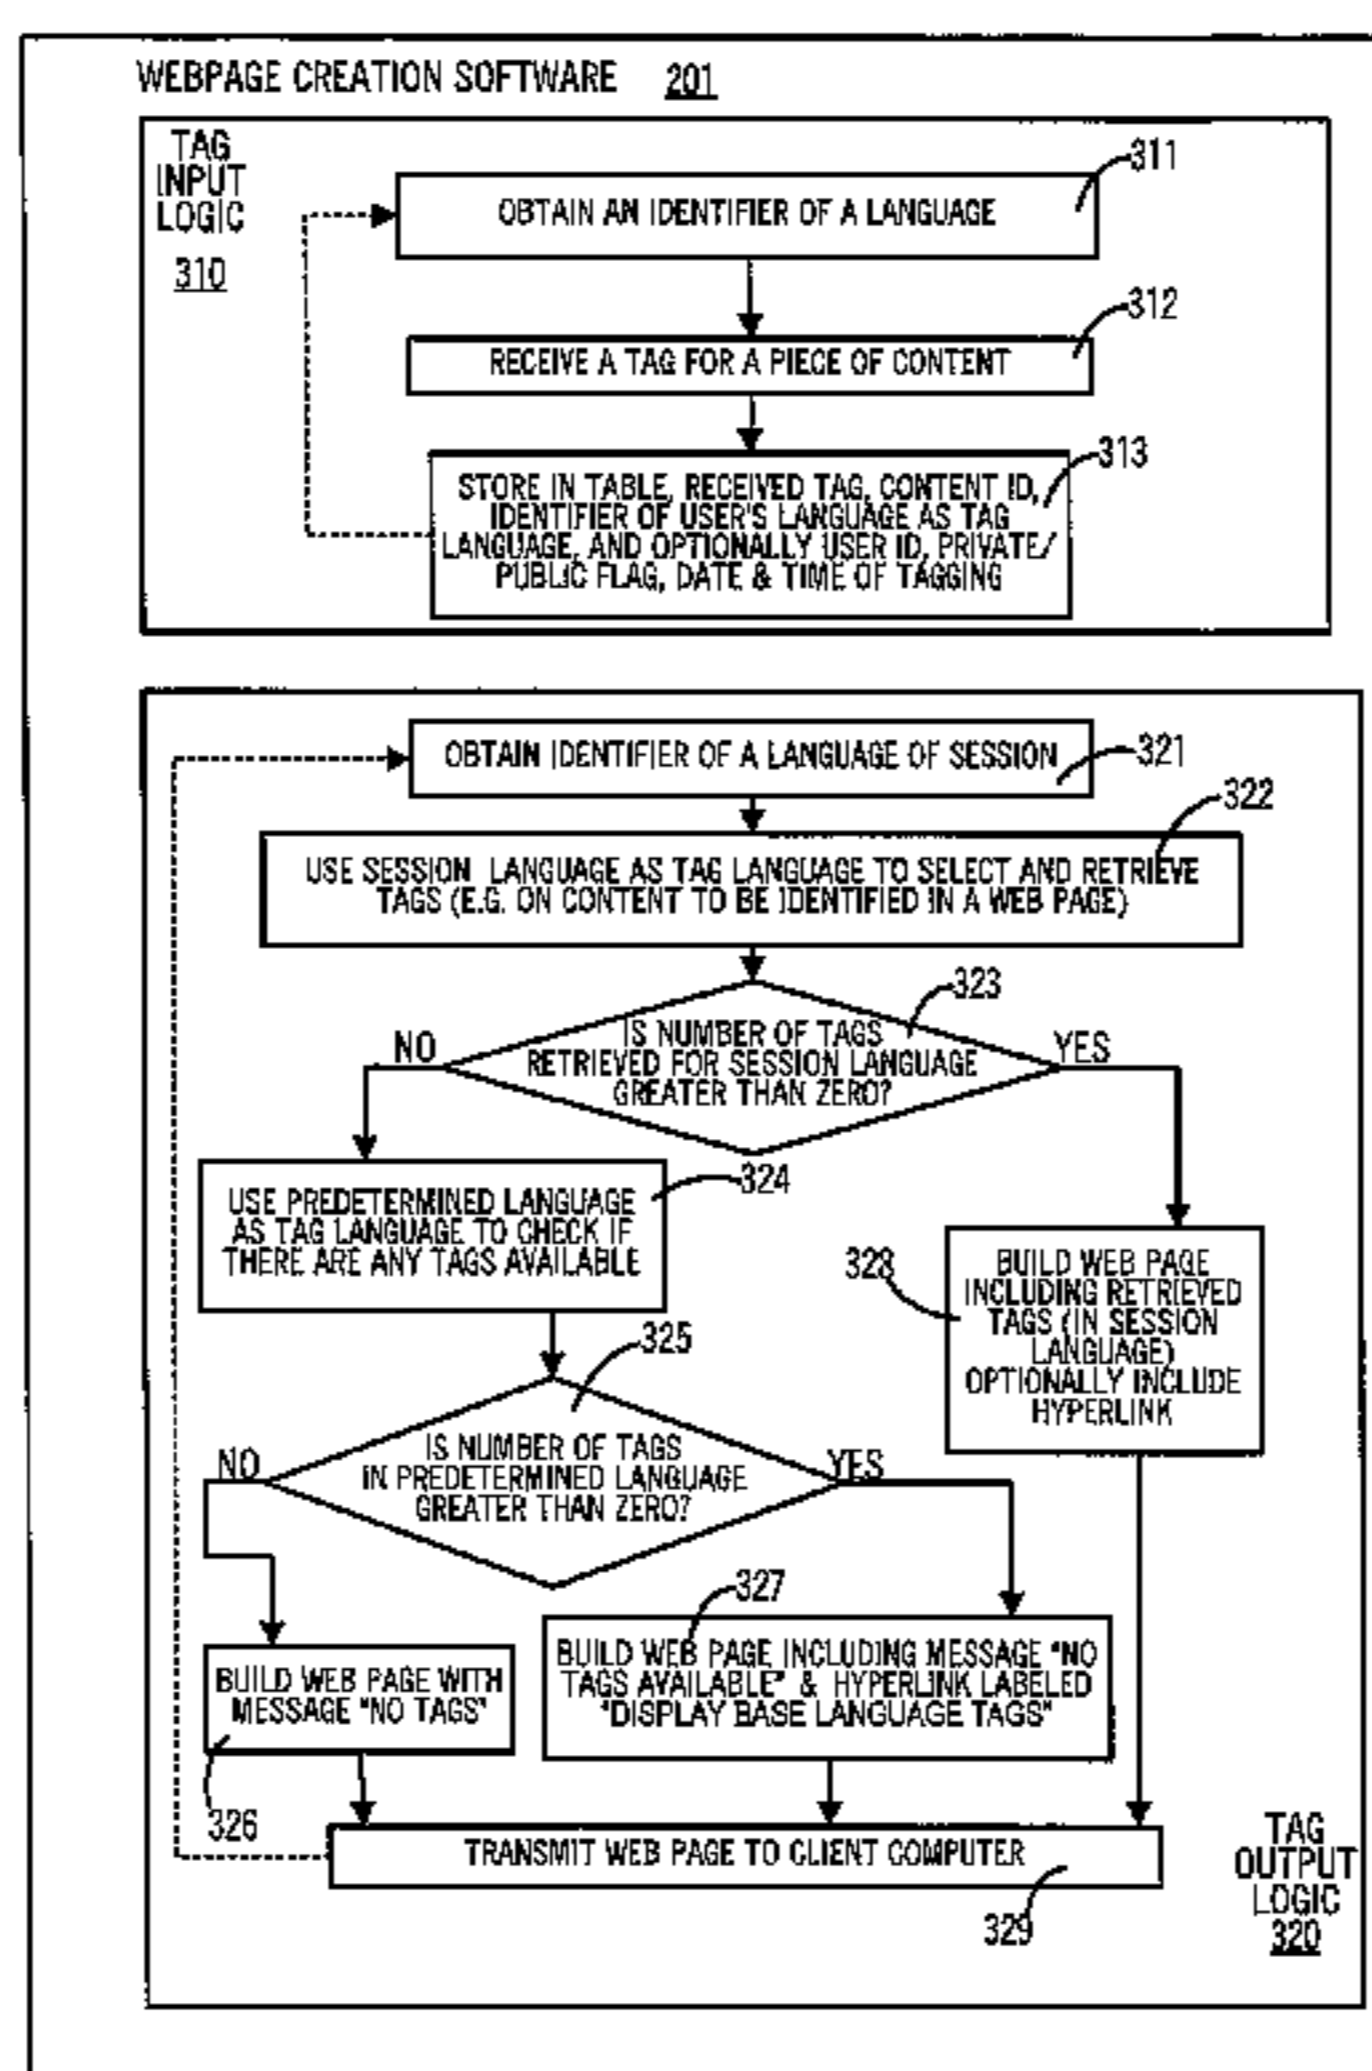 WEBPAGE CREATION SOFTWARE 201
TAG
INPUT
LOGIC
310
311
OBTAIN AN IDENTIFIER OF A LANGUAGE
312
RECEIVE A TAG FOR A PIECE OF CONTENT
313
STORE IN TABLE, RECEIVED TAG, CONTENT ID,
IDENTIFIER OF USER'S LANGUAGE AS TAG
LANGUAGE, AND OPTIONALLY USER ID, PRIVATE/
PUBLIC FLAG, DATE & TIME OF TAGGING
OBTAIN IDENTIFIER OF A LANGUAGE OF SESSION
321
322
USE SESSION LANGUAGE AS TAG LANGUAGE TO SELECT AND RETRIEVE
TAGS (E.G. ON CONTENT TO BE IDENTIFIED IN A WEB PAGE)
323
NO
IS NUMBER OF TAGS
RETRIEVED FOR SESSION LANGUAGE
GREATER THAN ZERO?
YES
324
USE PREDETERMINED LANGUAGE
AS TAG LANGUAGE TO CHECK IF
THERE ARE ANY TAGS AVAILABLE
328
BUILD WEB PAGE
INCLUDING RETRIEVED
TAGS (IN SESSION
LANGUAGE)
OPTIONALLY INCLUDE
HYPERLINK
325
NO
IS NUMBER OF TAGS
IN PREDETERMINED LANGUAGE
GREATER THAN ZERO?
YES
327
BUILD WEB PAGE WITH
MESSAGE "NO TAGS"
326
BUILD WEB PAGE INCLUDING MESSAGE "NO
TAGS AVAILABLE" & HYPERLINK LABELED
"DISPLAY BASE LANGUAGE TAGS"
TRANSMIT WEB PAGE TO CLIENT COMPUTER
329
TAG
OUTPUT
LOGIC
320